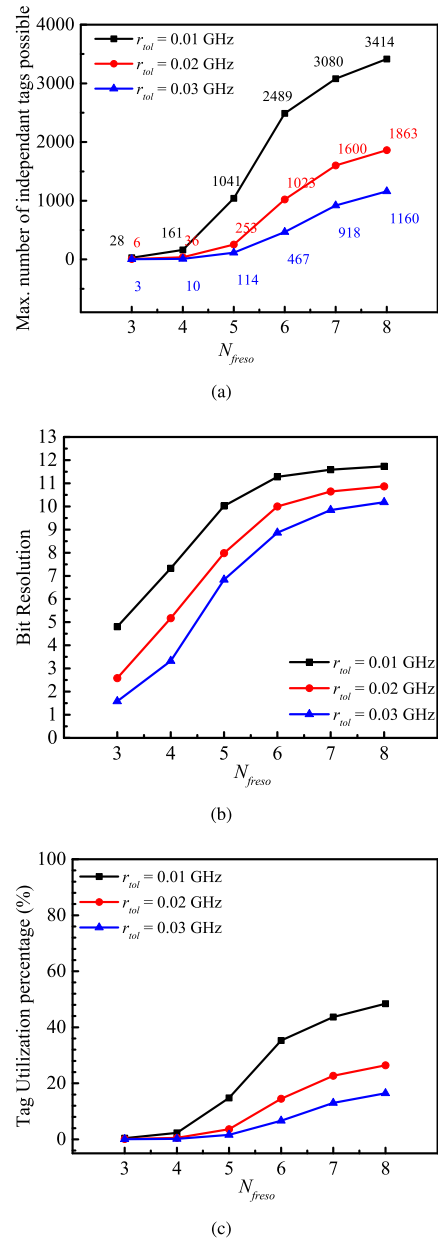 4000
3000
2000
1000
0
Max. number of independant tags possible
r_tol = 0.01 GHz
r_tol = 0.02 GHz
r_tol = 0.03 GHz
28 161 1041 2489 3080 3414
6 36 253 1023 1600 1863
3 10 114 467 918 1160
3 4 5 6 7 8
N_freso
(a)
13
12
11
10
9
8
7
6
5
4
3
2
1
0
Bit Resolution
r_tol = 0.01 GHz
r_tol = 0.02 GHz
r_tol = 0.03 GHz
3 4 5 6 7 8
N_freso
(b)
100
80
60
40
20
0
Tag Utilization percentage (%)
r_tol = 0.01 GHz
r_tol = 0.02 GHz
r_tol = 0.03 GHz
3 4 5 6 7 8
N_freso
(c)